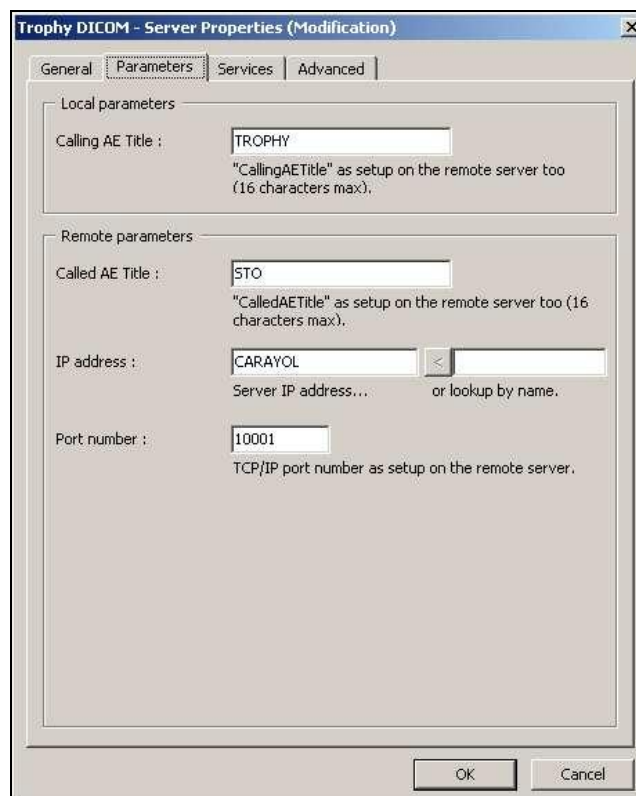 Trophy DICOM - Server Properties (Modification)
General Parameters Services Advanced
Local parameters
Calling AE Title : TROPHY
"CallingAETitle" as setup on the remote server too
(16 characters max).
Remote parameters
Called AE Title : STO
"CalledAETitle" as setup on the remote server too (16
characters max).
IP address : CARAYOL <
Server IP address... or lookup by name.
Port number : 10001
TCP/IP port number as setup on the remote server.
OK Cancel